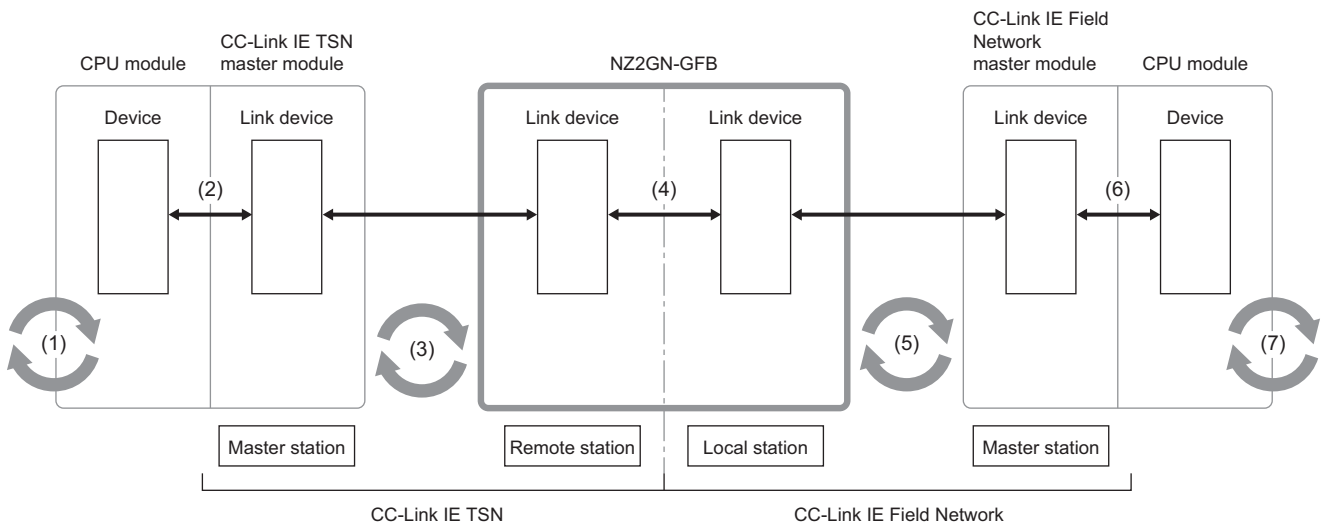 CC-Link IE TSN
master module
CPU module
NZ2GN-GFB
CC-Link IE Field
Network
master module
CPU module
Device
Link device
Link device
Link device
Link device
Device
(2)
(4)
(6)
(1)
(3)
(5)
(7)
Master station
Remote station
Local station
Master station
CC-Link IE TSN
CC-Link IE Field Network